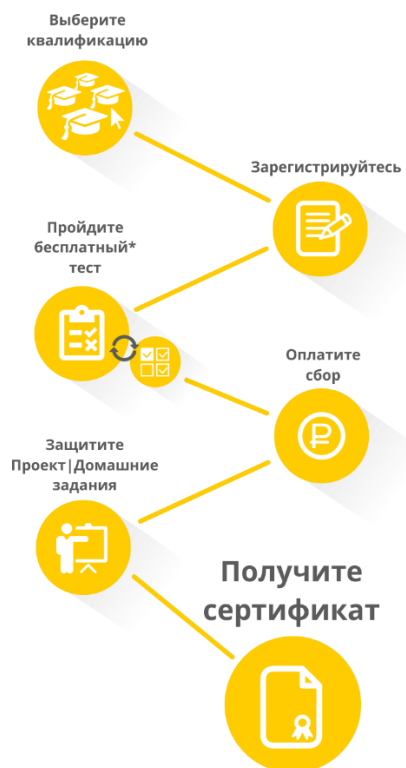 Выберите
квалификацию
Зарегистрируйтесь
Пройдите
бесплатный*
тест
Оплатите
сбор
Защитите
Проект|Домашние
задания
Получите
сертификат